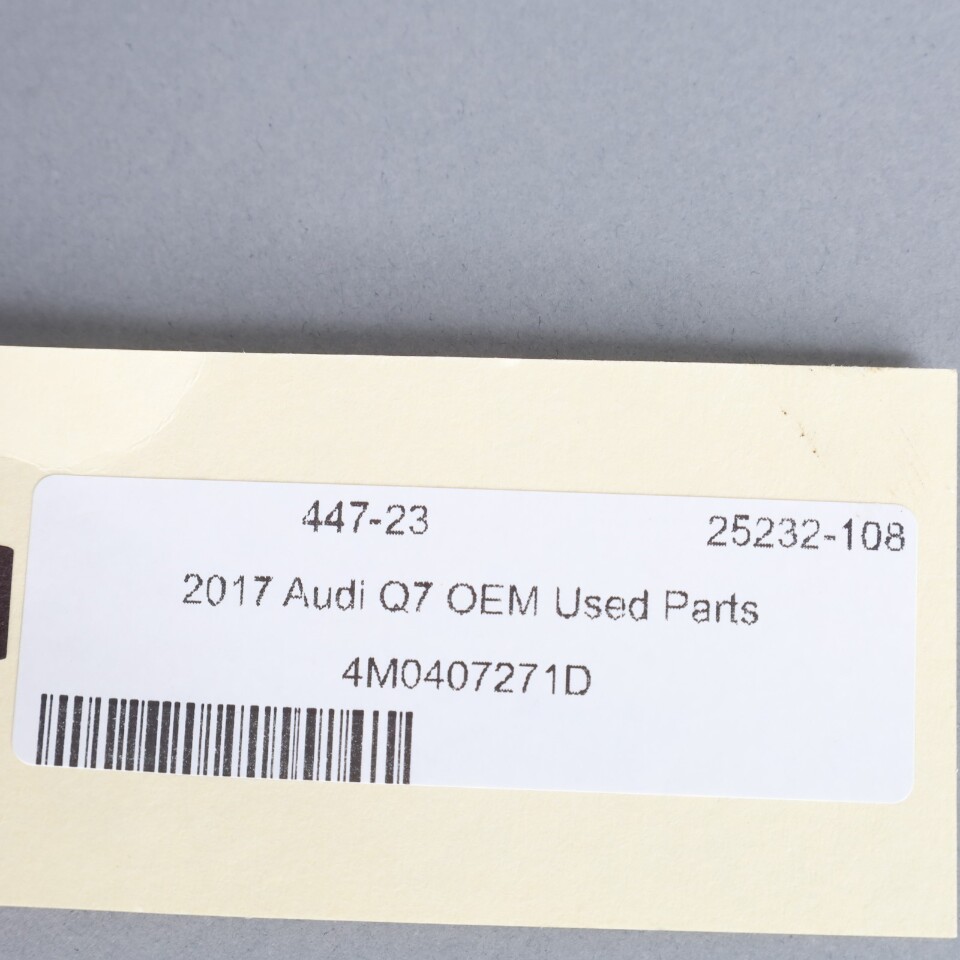 447-23 25232-108
2017 Audi Q7 OEM Used Parts
4M0407271D